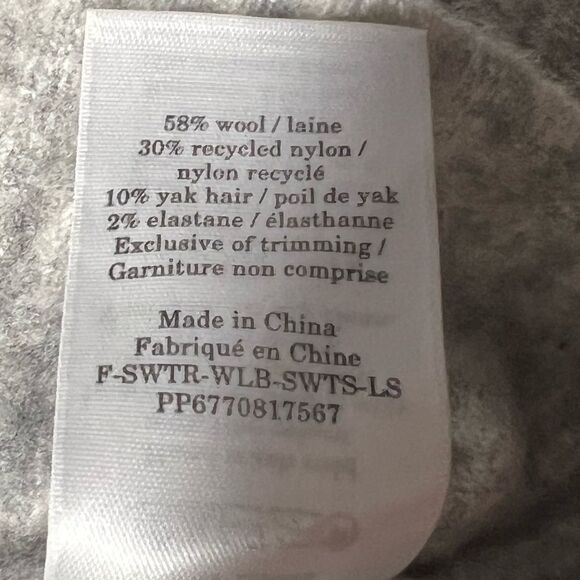 58% wool / laine
30% recycled nylon /
nylon recyclé
10% yak hair / poil de yak
2% elastane / élasthanne
Exclusive of trimming /
Garniture non comprise
Made in China
Fabriqué en Chine
F-SWTR-WLB-SWTS-LS
PP6770817567